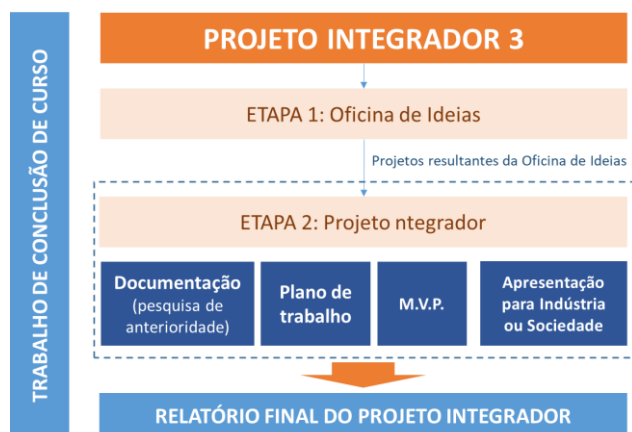 TRABALHO DE CONCLUSÃO DE CURSO
PROJETO INTEGRADOR 3
ETAPA 1: Oficina de Ideias
Projetos resultantes da Oficina de Ideias
ETAPA 2: Projeto ntegrador
Documentação
(pesquisa de
anterioridade)
Plano de
trabalho
M.V.P.
Apresentação
para Indústria
ou Sociedade
RELATÓRIO FINAL DO PROJETO INTEGRADOR